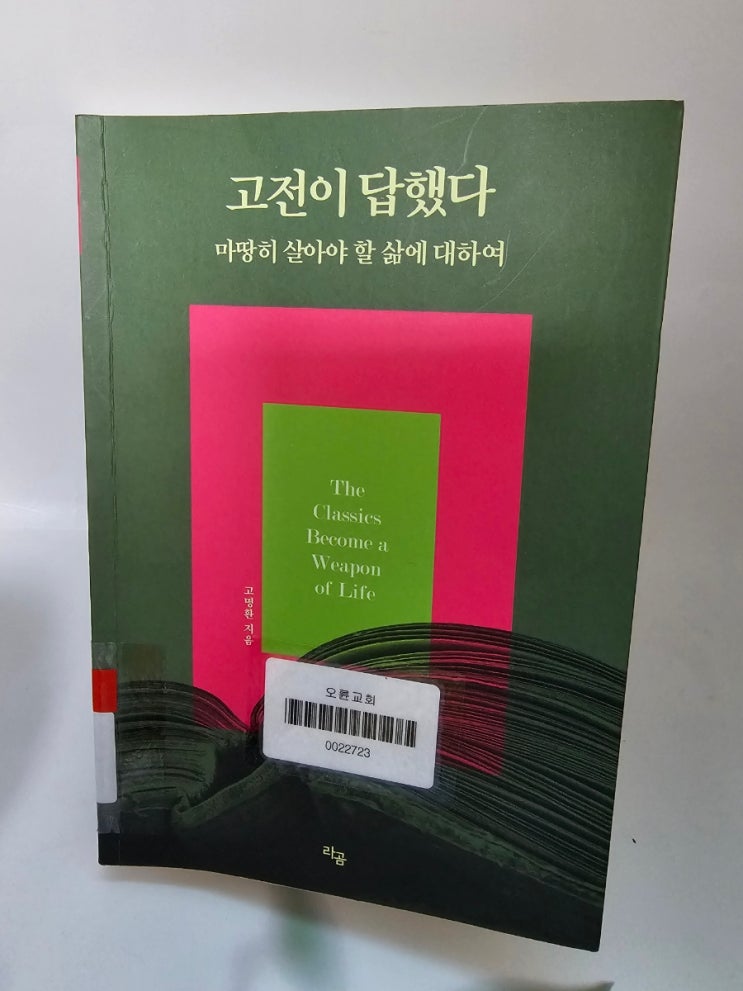 고전이 답했다
마땅히 살아야 할 삶에 대하여
The
Classics
Become a
Weapon
of Life
고명환 지음
오륜교회
0022723
라곰